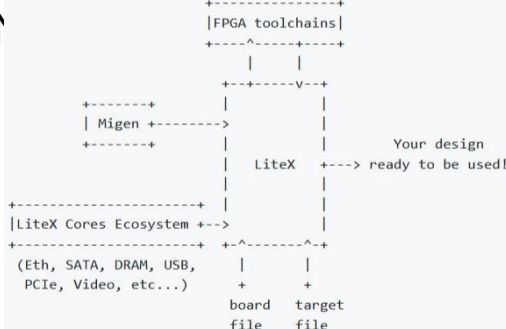 FPGA toolchains
Migen
LiteX
Your design
ready to be used!
LiteX Cores Ecosystem
(Eth, SATA, DRAM, USB,
PCIe, Video, etc...)
board target
file file